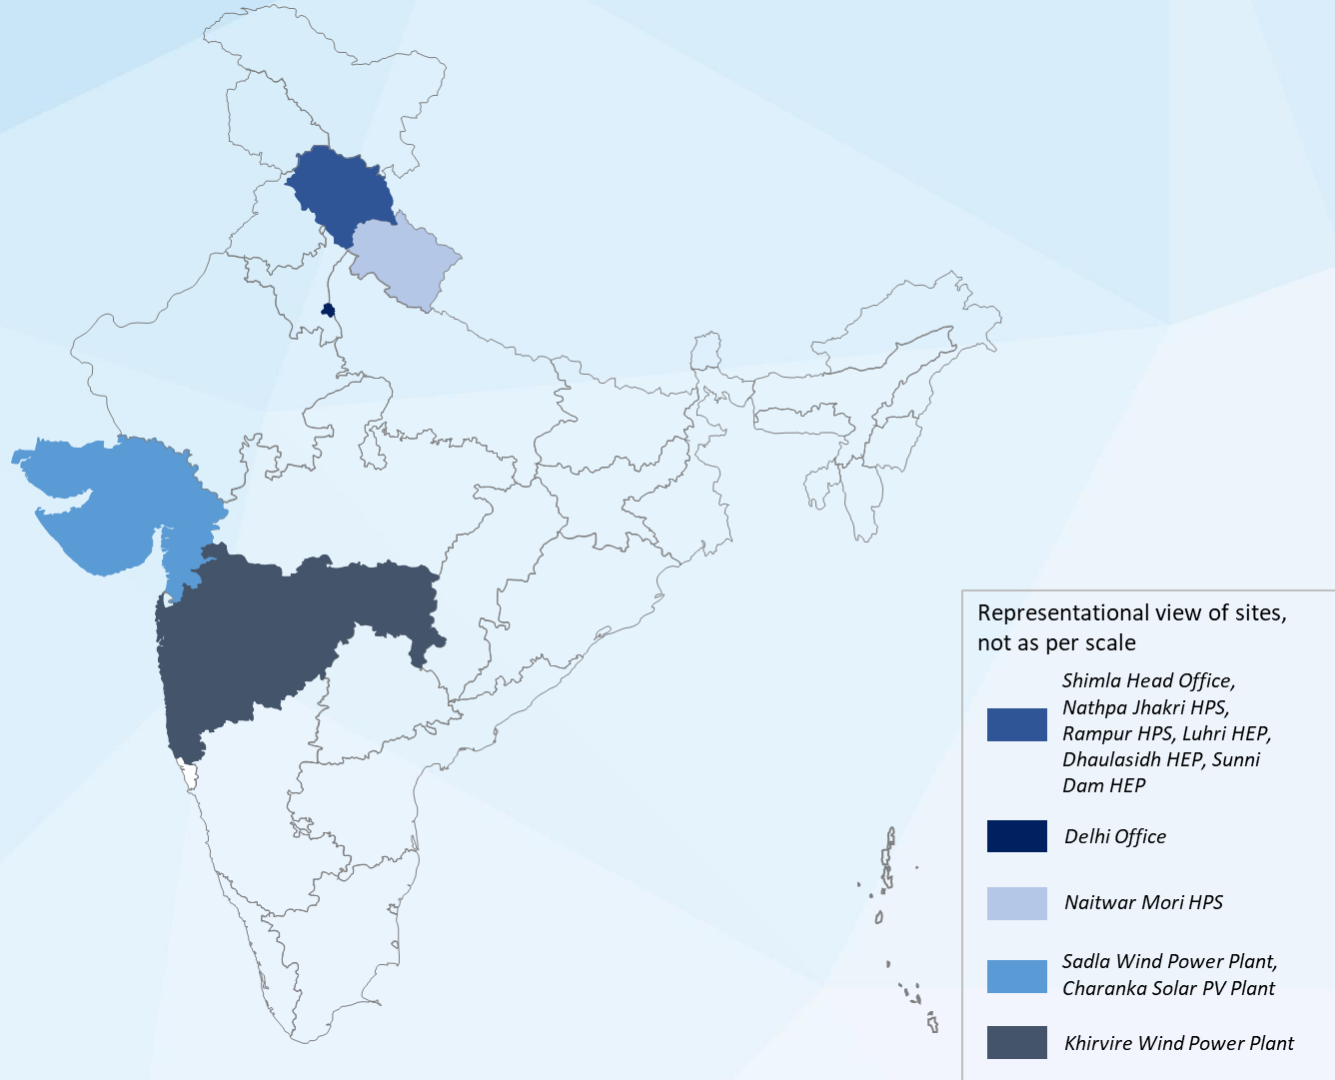 Representational view of sites,
not as per scale
Shimla Head Office,
Nathpa Jhakri HPS,
Rampur HPS, Luhri HEP,
Dhaulasidh HEP, Sunni
Dam HEP
Delhi Office
Naitwar Mori HPS
Sadla Wind Power Plant,
Charanka Solar PV Plant
Khirvire Wind Power Plant